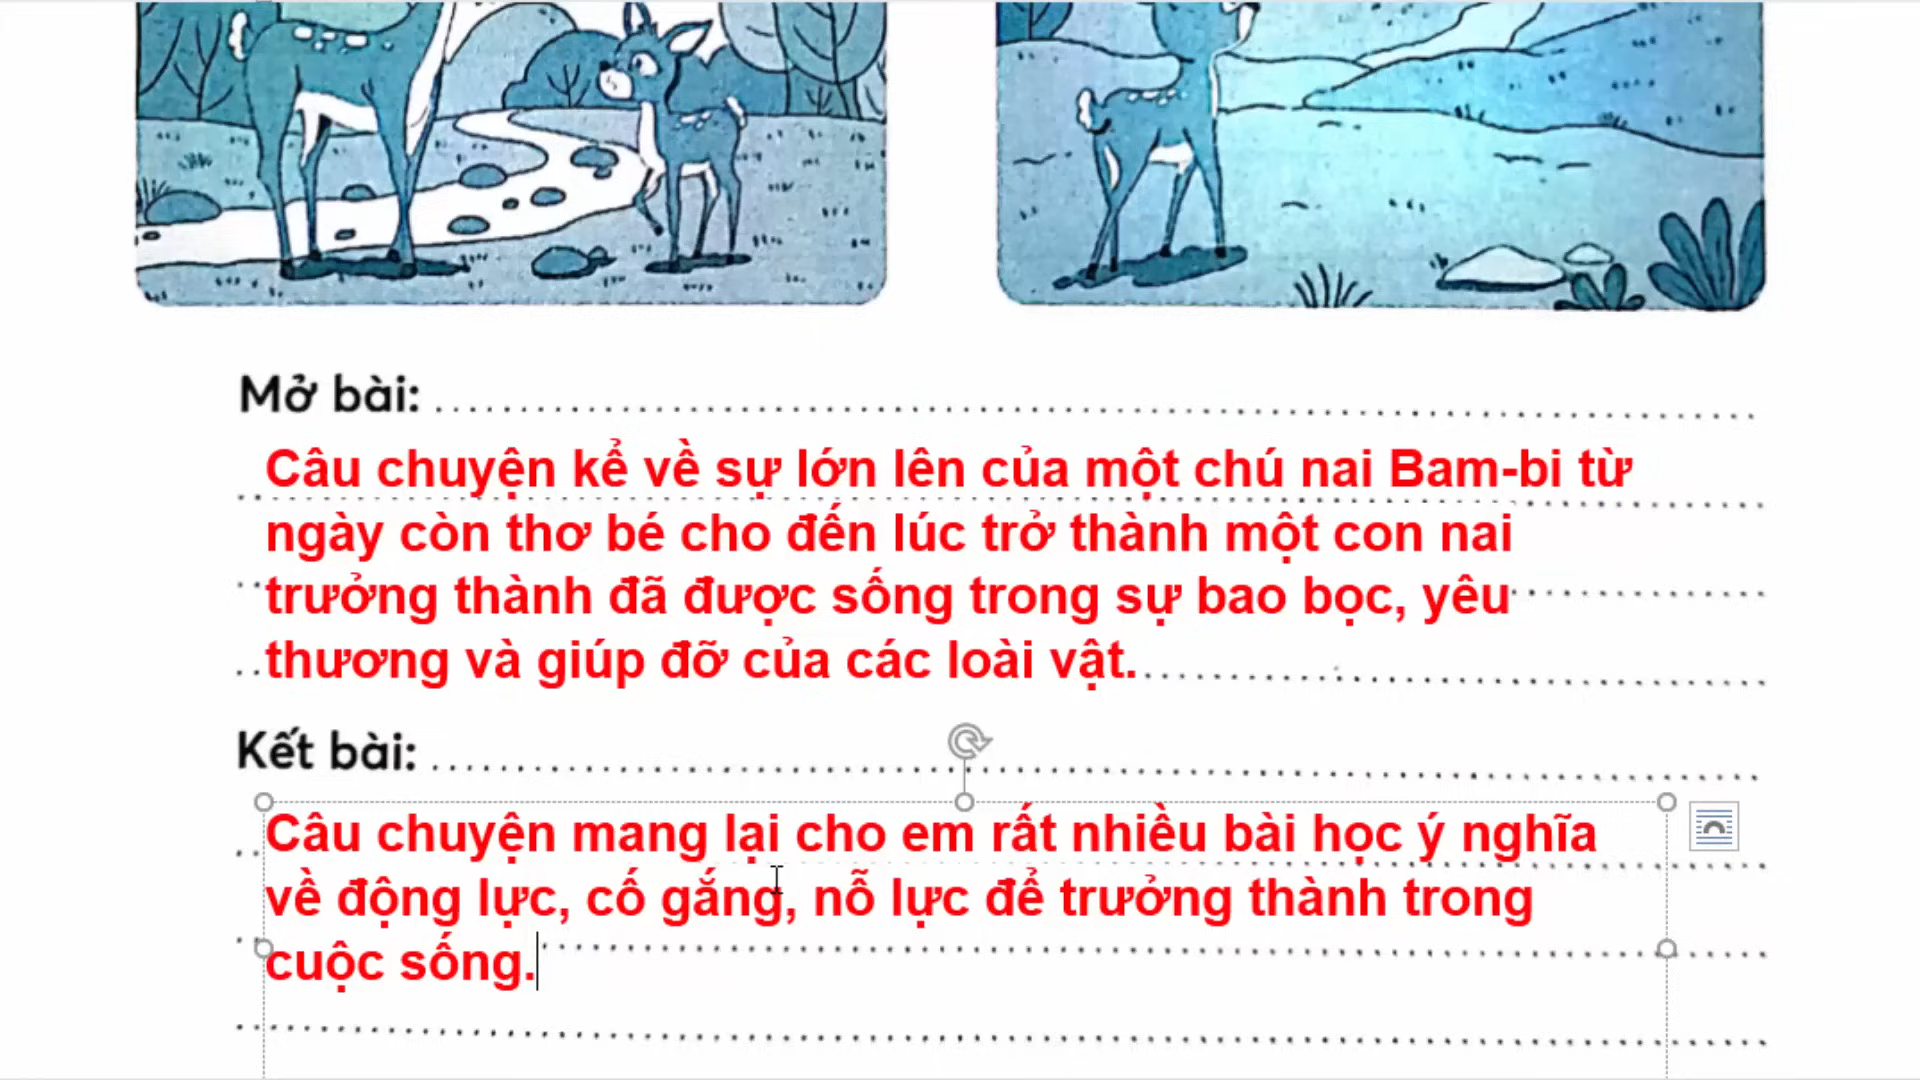 Mở bài:
Câu chuyện kể về sự lớn lên của một chú nai Bam-bi từ
ngày còn thơ bé cho đến lúc trở thành một con nai
trưởng thành đã được sống trong sự bao bọc, yêu
thương và giúp đỡ của các loài vật.
Kết bài:
Câu chuyện mang lại cho em rất nhiều bài học ý nghĩa
về động lực, cố gắng, nỗ lực để trưởng thành trong
cuộc sống.